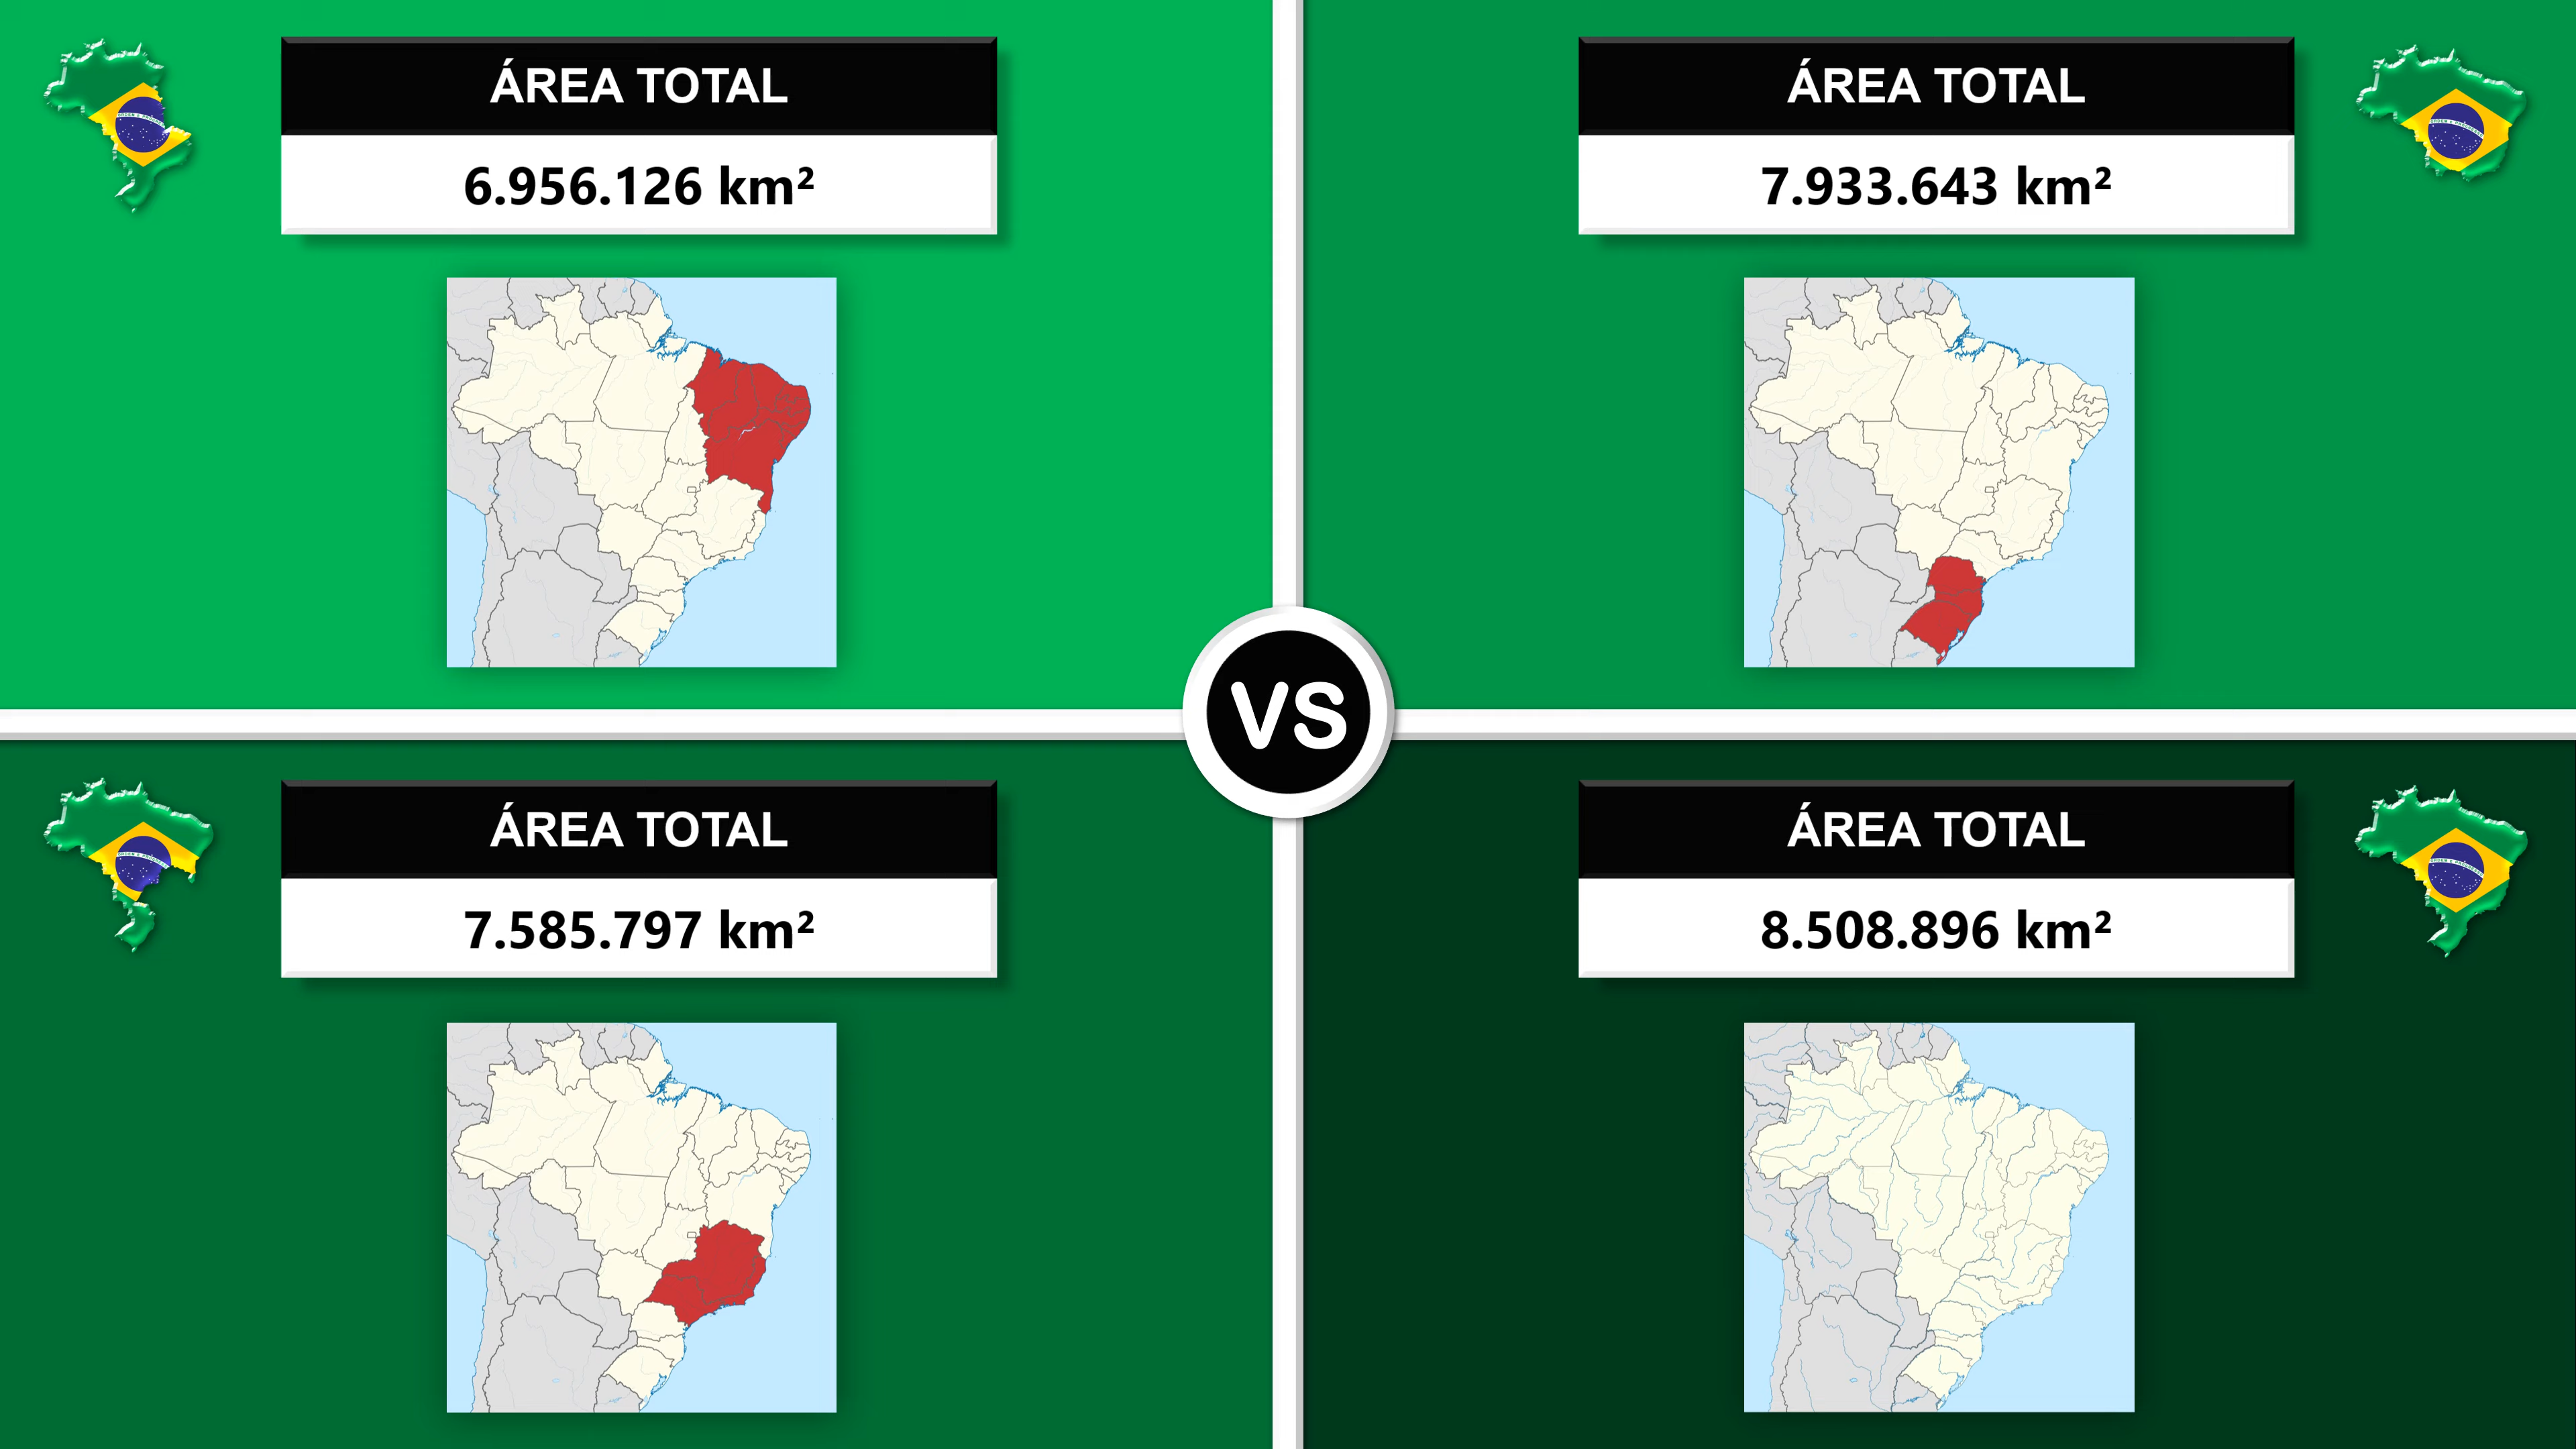 ÁREA TOTAL
6.956.126 km²
ÁREA TOTAL
7.933.643 km²
VS
ÁREA TOTAL
7.585.797 km²
ÁREA TOTAL
8.508.896 km²